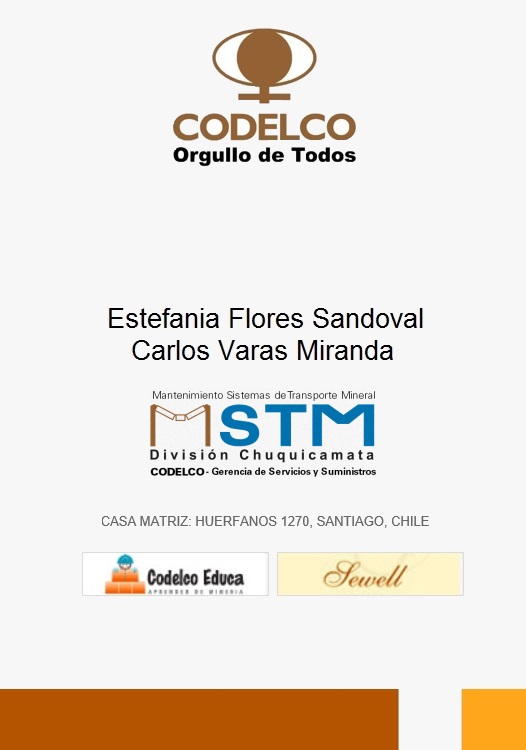 CODELCO
Orgullo de Todos
Estefania Flores Sandoval
Carlos Varas Miranda
Mantenimiento Sistemas de Transporte Mineral
MSTM
División Chuquicamata
CODELCO - Gerencia de Servicios y Suministros
CASA MATRIZ: HUERFANOS 1270, SANTIAGO, CHILE
Codelco Educa
APRENDER DE MINERIA
Sewell